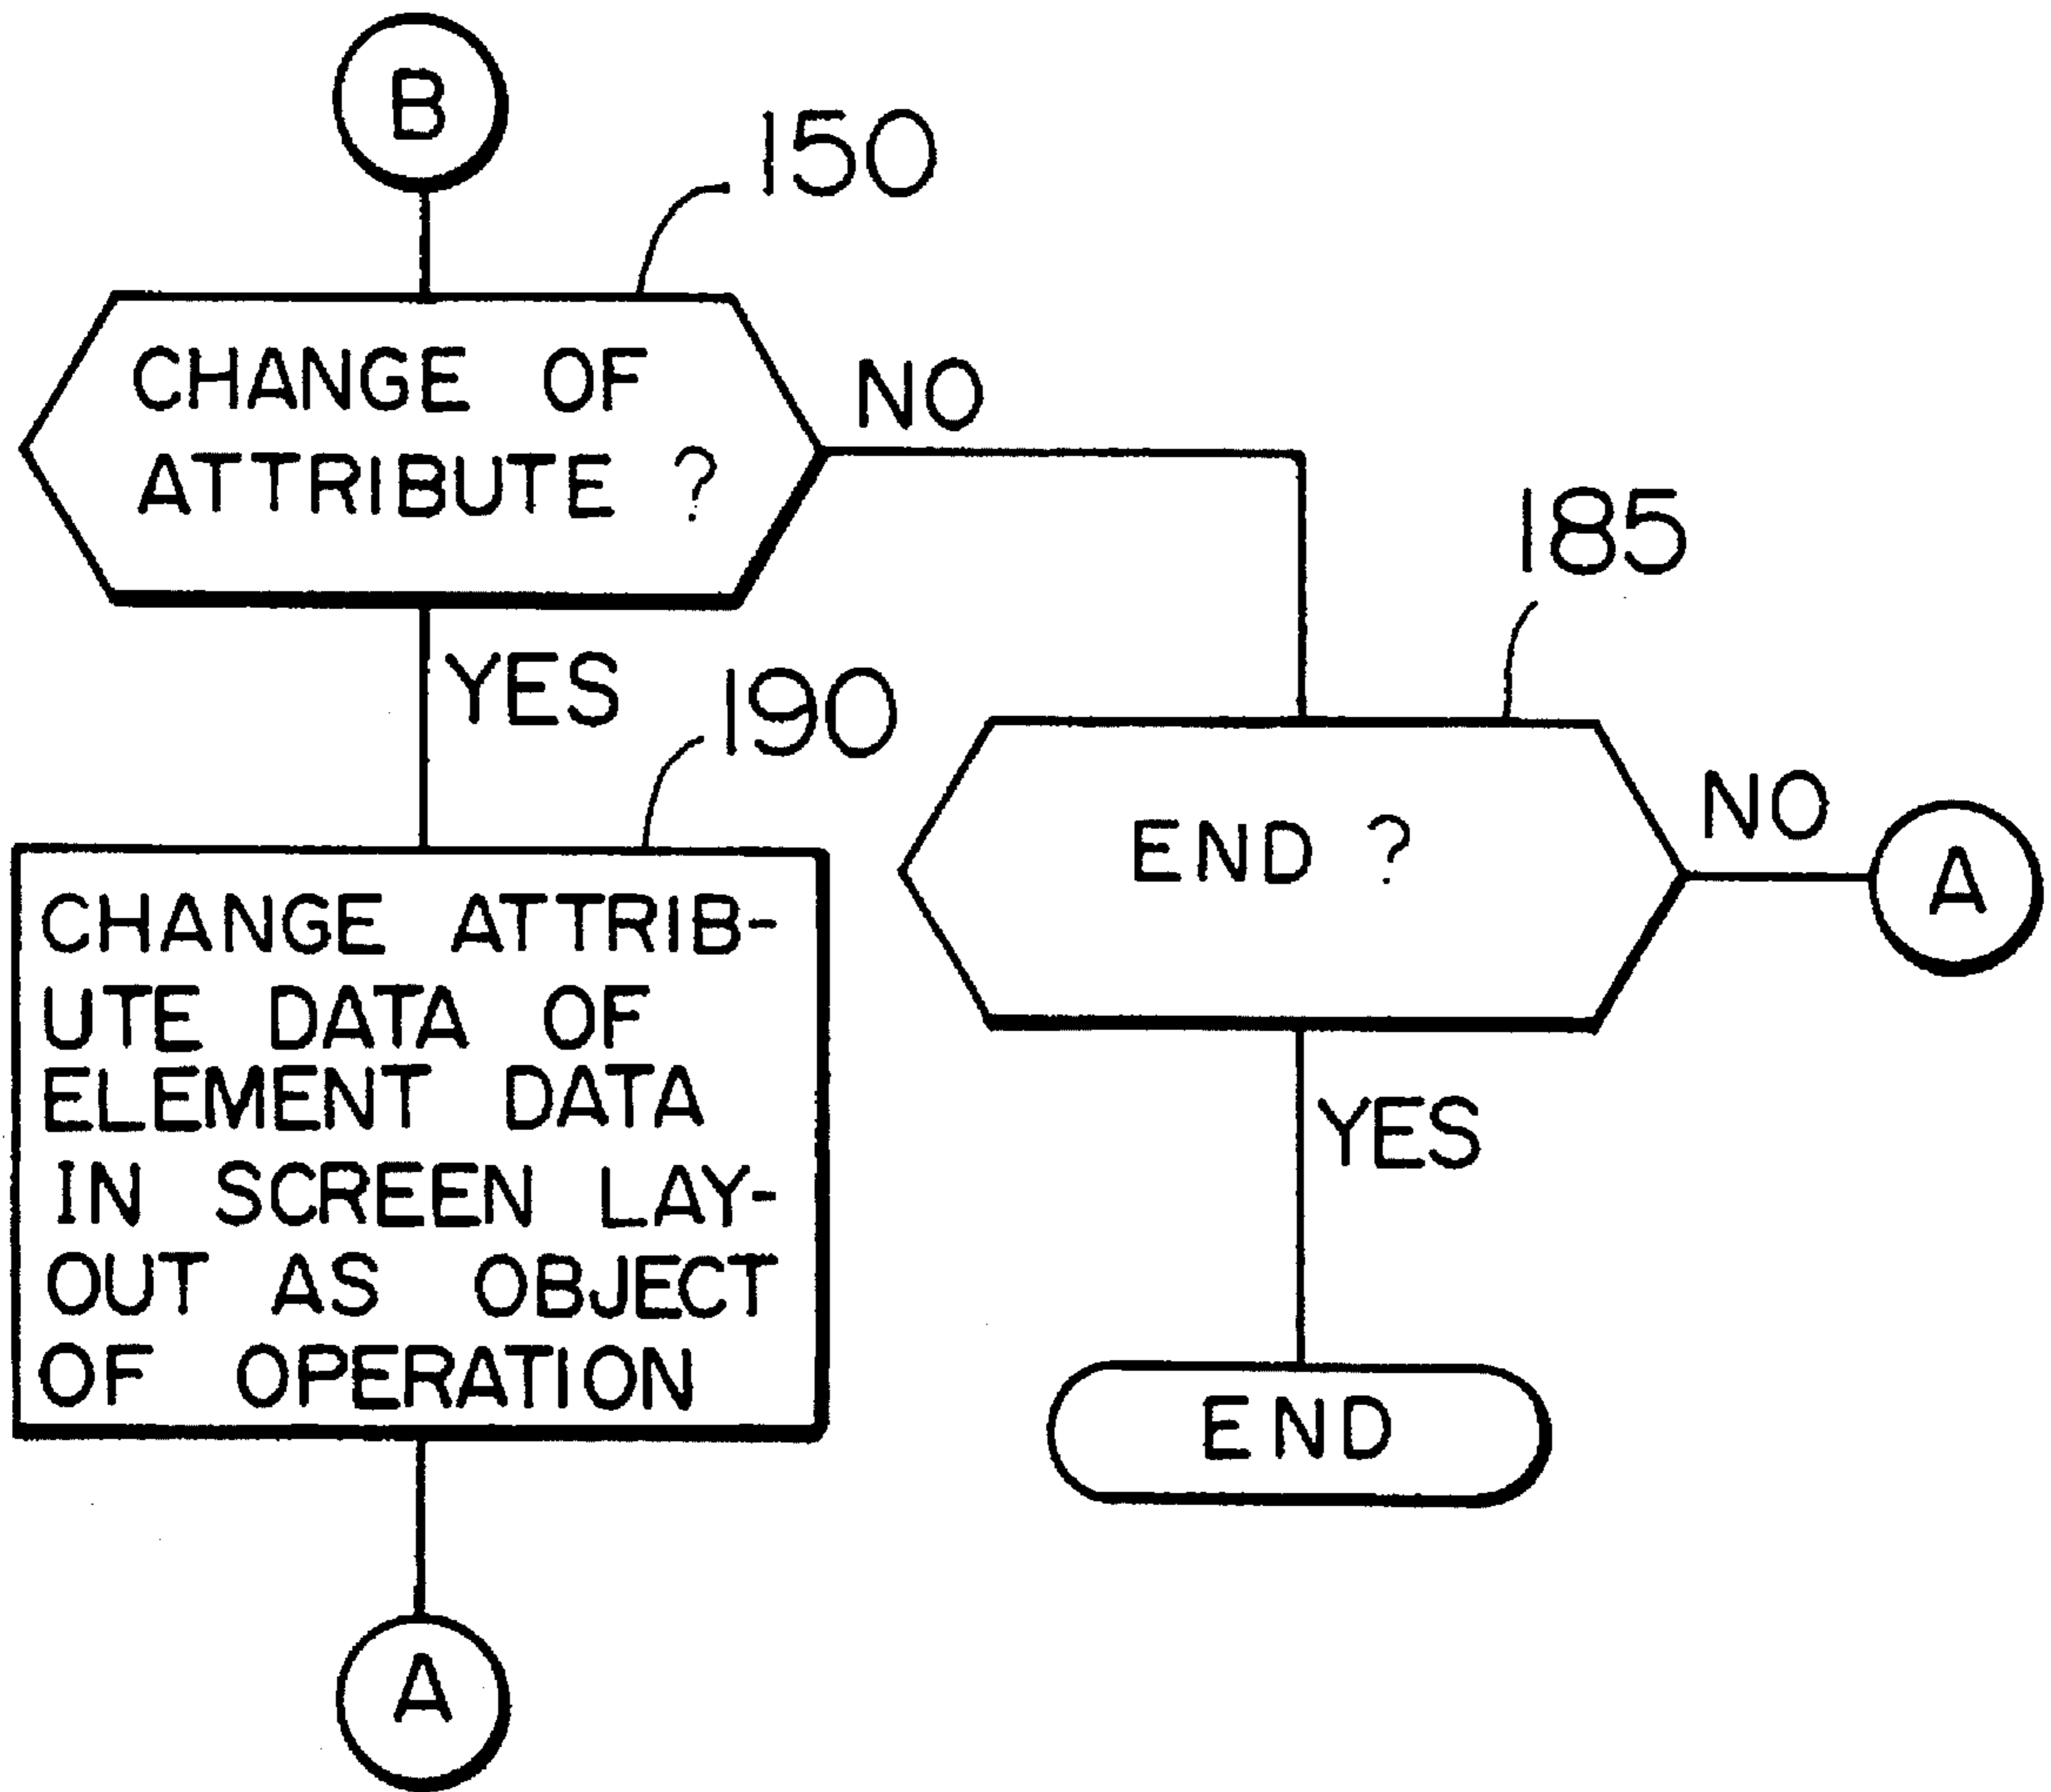 B
150
CHANGE OF
ATTRIBUTE ?
NO
YES
190
CHANGE ATTRIB-
UTE DATA OF
ELEMENT DATA
IN SCREEN LAY-
OUT AS OBJECT
OF OPERATION
A
185
END ?
NO
A
YES
END